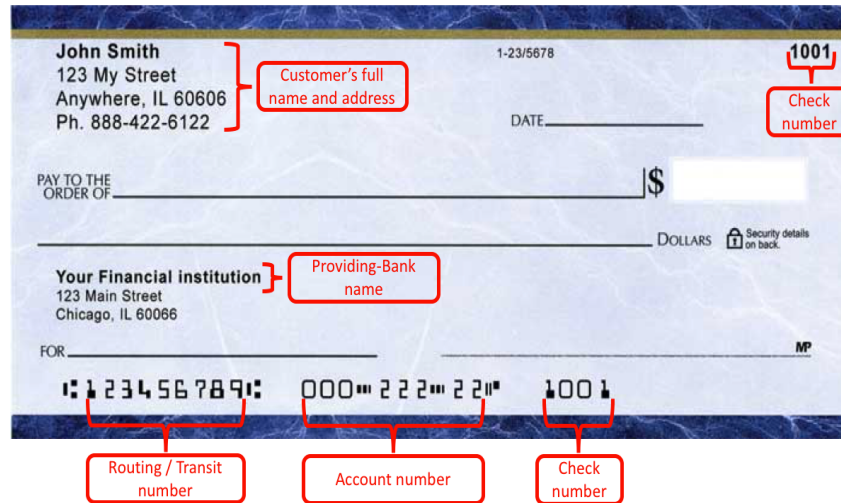 John Smith
123 My Street
Anywhere, IL 60606
Ph. 888-422-6122
Customer's full
name and address
1-23/5678
1001
Check
number
DATE
PAY TO THE
ORDER OF
$
DOLLARS
Security details
on back.
Your Financial institution
123 Main Street
Chicago, IL 60066
Providing-Bank
name
FOR
MP
⑆123456789⑆ 000⑉222⑉22⑈ 1001
Routing / Transit
number
Account number
Check
number